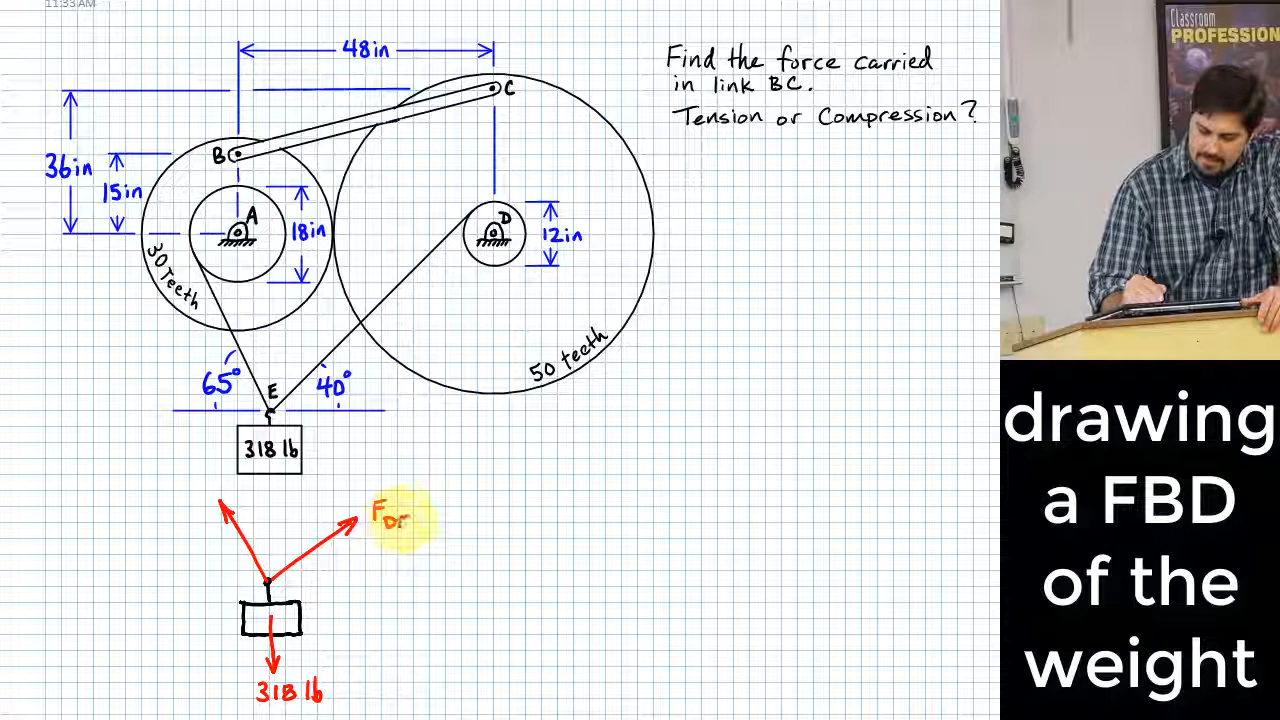 11:33 AM
48in
Find the force carried
in link BC.
Tension or Compression?
Classroom
PROFESSION
C
B
36in
15in
A
18in
D
12in
30 Teeth
50 teeth
65°
E
40°
318 lb
F
318 lb
drawing
a FBD
of the
weight